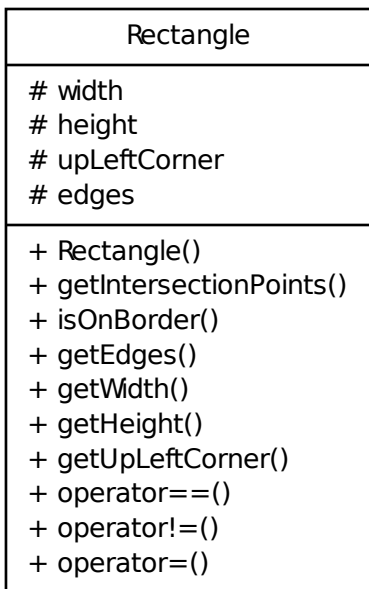 Rectangle
# width
# height
# upLeftCorner
# edges
+ Rectangle()
+ getIntersectionPoints()
+ isOnBorder()
+ getEdges()
+ getWidth()
+ getHeight()
+ getUpLeftCorner()
+ operator==()
+ operator!=()
+ operator=()